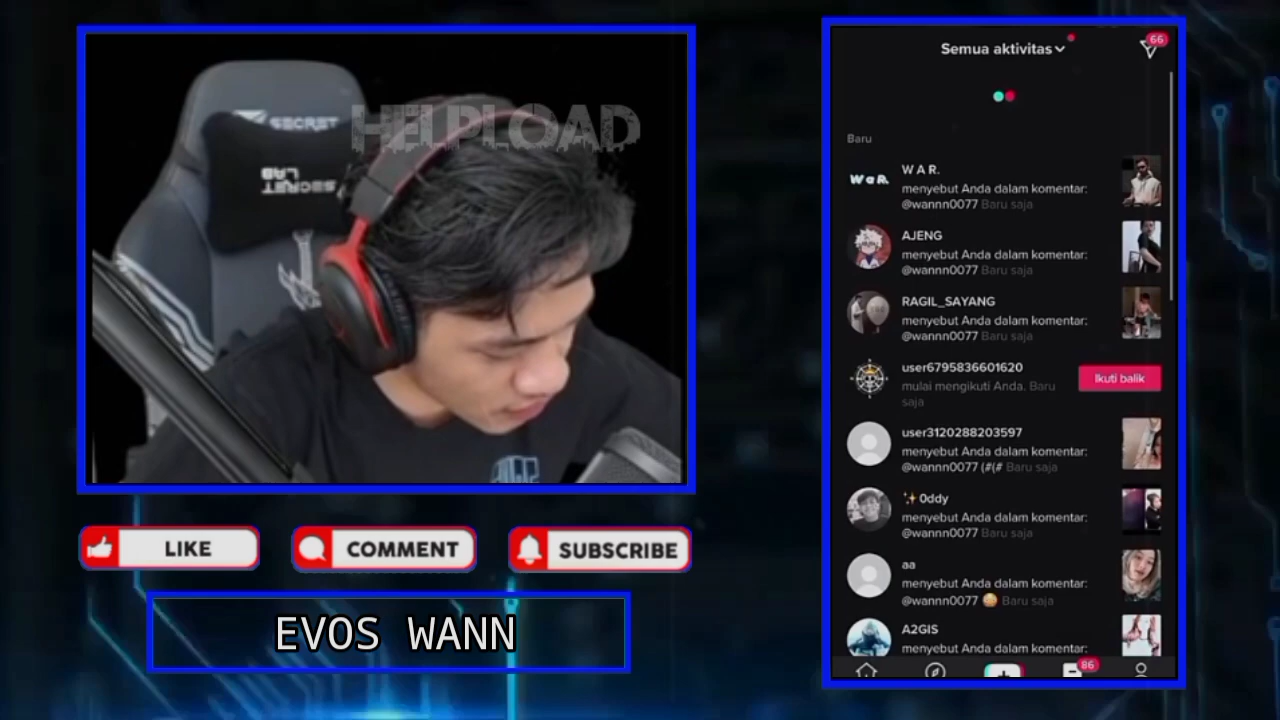 HELPLOAD
SECRET
SECRET
LAB
LIKE
COMMENT
SUBSCRIBE
EVOS WANN
Semua aktivitas
66
Baru
W A R.
menyebut Anda dalam komentar:
@wannn0077 Baru saja
WaR.
AJENG
menyebut Anda dalam komentar:
@wannn0077 Baru saja
RAGIL_SAYANG
menyebut Anda dalam komentar:
@wannn0077 Baru saja
user6795836601620
mulai mengikuti Anda. Baru
saja
Ikuti balik
user3120288203597
menyebut Anda dalam komentar:
@wannn0077 (#(# Baru saja
✨0ddy
menyebut Anda dalam komentar:
@wannn0077 Baru saja
aa
menyebut Anda dalam komentar:
@wannn0077 😳 Baru saja
A2GIS
menyebut Anda dalam komentar:
86